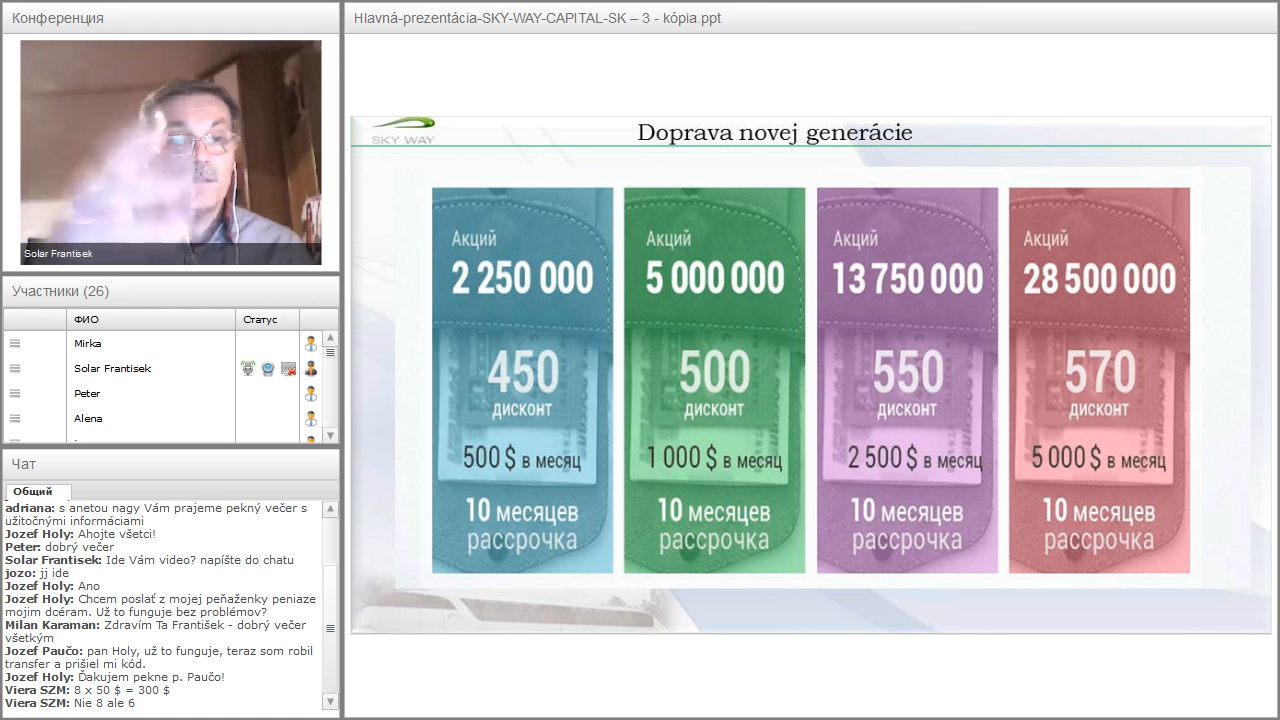 Конференция
Solar Frantisek
Участники (26)
ФИО Статус
Mirka
Solar Frantisek
Peter
Alena
Чат
Общий
adriana: s anetou nagy Vám prajeme pekný večer s
užitočnými informáciami
Jozef Holy: Ahojte všetci!
Peter: dobrý večer
Solar Frantisek: Ide Vám video? napíšte do chatu
jozo: jj ide
Jozef Holy: Ano
Jozef Holy: Chcem poslať z mojej peňaženky peniaze
mojim dcéram. Už to funguje bez problémov?
Milan Karaman: Zdravím Ta František - dobrý večer
všetkým
Jozef Paučo: pan Holy, už to funguje, teraz som robil
transfer a prišiel mi kód.
Jozef Holy: Ďakujem pekne p. Paučo!
Viera SZM: 8 x 50 $ = 300 $
Viera SZM: Nie 8 ale 6
Hlavná-prezentácia-SKY-WAY-CAPITAL-SK – 3 - kópia.ppt
SKY WAY
Doprava novej generácie
Акций
2 250 000
450
дисконт
500 $ в месяц
10 месяцев
рассрочка
Акций
5 000 000
500
дисконт
1 000 $ в месяц
10 месяцев
рассрочка
Акций
13 750 000
550
дисконт
2 500 $ в месяц
10 месяцев
рассрочка
Акций
28 500 000
570
дисконт
5 000 $ в месяц
10 месяцев
рассрочка